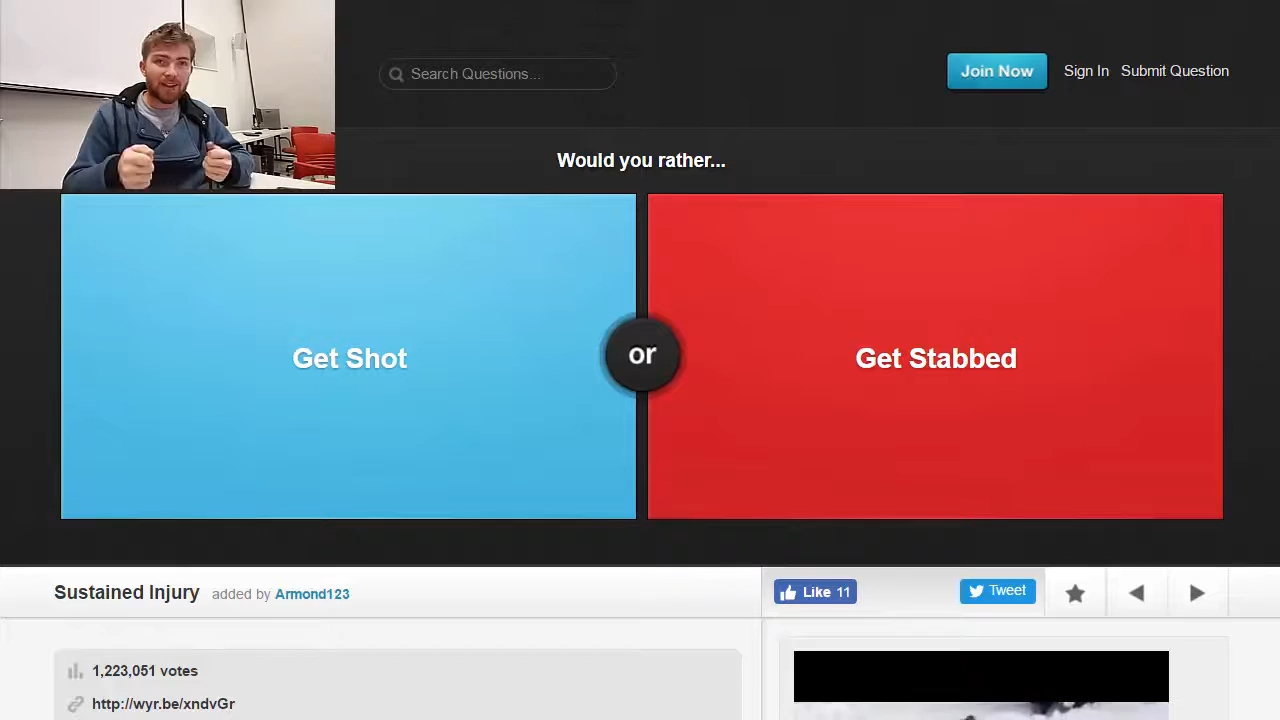 Search Questions...
Join Now
Sign In
Submit Question
Would you rather...
Get Shot
or
Get Stabbed
Sustained Injury added by Armond123
Like 11
Tweet
1,223,051 votes
http://wyr.be/xndvGr